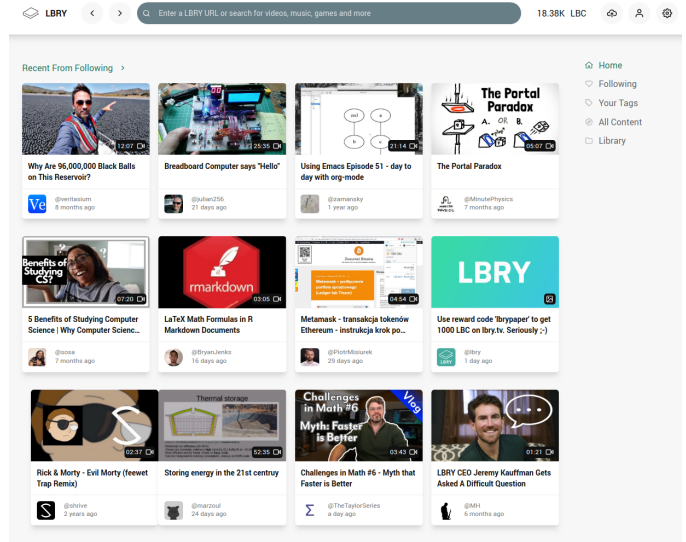 LBRY
Enter a LBRY URL or search for videos, music, games and more
18.38K LBC
Recent From Following
Home
Following
Your Tags
All Content
Library
12:07
25:35
21:14
The Portal
Paradox
A. OR B.
05:07
Why Are 96,000,000 Black Balls
on This Reservoir?
Breadboard Computer says "Hello"
Using Emacs Episode 51 - day to
day with org-mode
The Portal Paradox
Ve
@veritasium
8 months ago
@julian256
21 days ago
@zamansky
1 year ago
@MinutePhysics
7 months ago
Benefits of
Studying
CS?
07:20
rmarkdown
03:05
04:54
LBRY
5 Benefits of Studying Computer
Science | Why Computer Scienc...
LaTeX Math Formulas in R
Markdown Documents
Metamask - transakcja tokenów
Ethereum - instrukcja krok po...
Use reward code 'lbrypaper' to get
1000 LBC on lbry.tv. Seriously ;-)
@sosa
7 months ago
@BryanJenks
16 days ago
@PiotrMisiurek
29 days ago
LBRY
@lbry
1 day ago
02:37
Thermal storage
52:35
Challenges
in Math #6
Myth: Faster
is Better
Vlog
03:43
01:21
Rick & Morty - Evil Morty (feewet
Trap Remix)
Storing energy in the 21st centruy
Challenges in Math #6 - Myth that
Faster is Better
LBRY CEO Jeremy Kauffman Gets
Asked A Difficult Question
@shrive
2 years ago
@marzoul
24 days ago
Σ
@TheTaylorSeries
a day ago
@MH
6 months ago